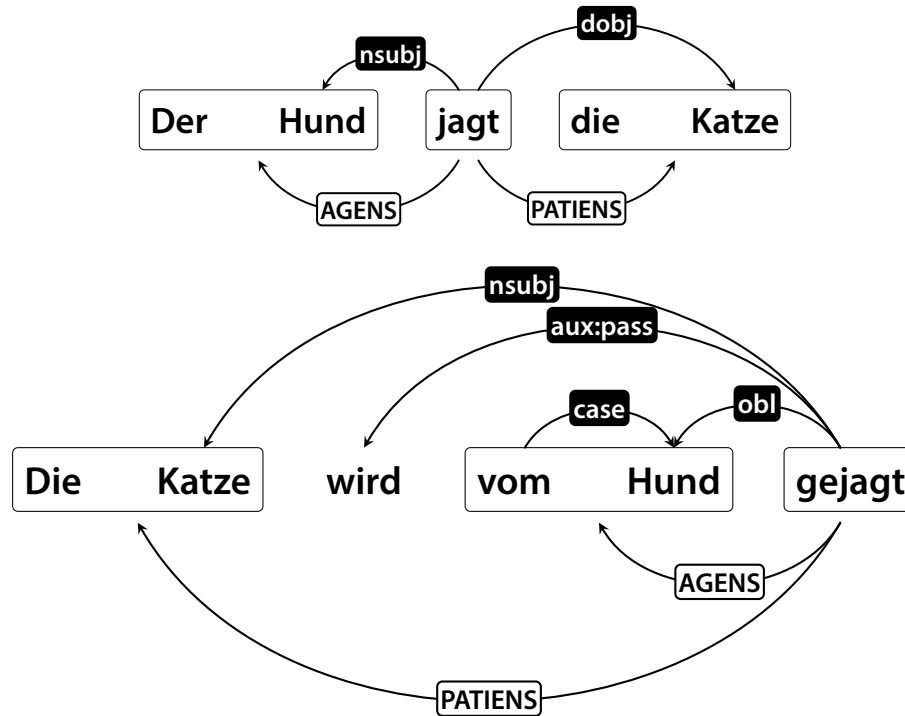 dobj
nsubj
Der Hund jagt die Katze
AGENS PATIENS
nsubj
aux:pass
case obl
Die Katze wird vom Hund gejagt
AGENS
PATIENS